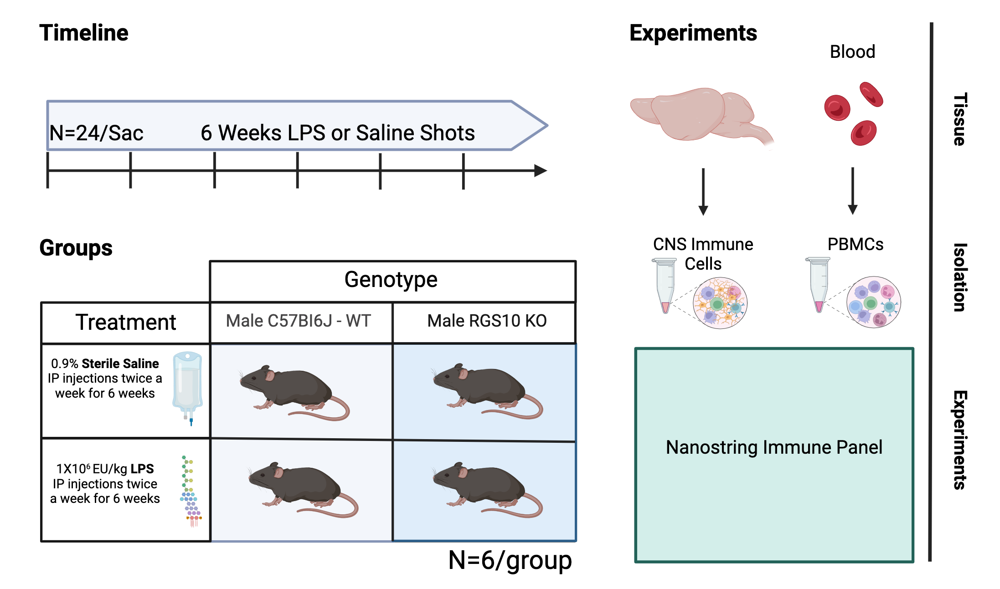 Timeline
N=24/Sac
6 Weeks LPS or Saline Shots
Groups
Genotype
Treatment
Male C57BI6J - WT
Male RGS10 KO
0.9% Sterile Saline
IP injections twice a
week for 6 weeks
1X10⁶ EU/kg LPS
IP injections twice
a week for 6 weeks
N=6/group
Experiments
Blood
CNS Immune
Cells
PBMCs
Nanostring Immune Panel
Tissue
Isolation
Experiments